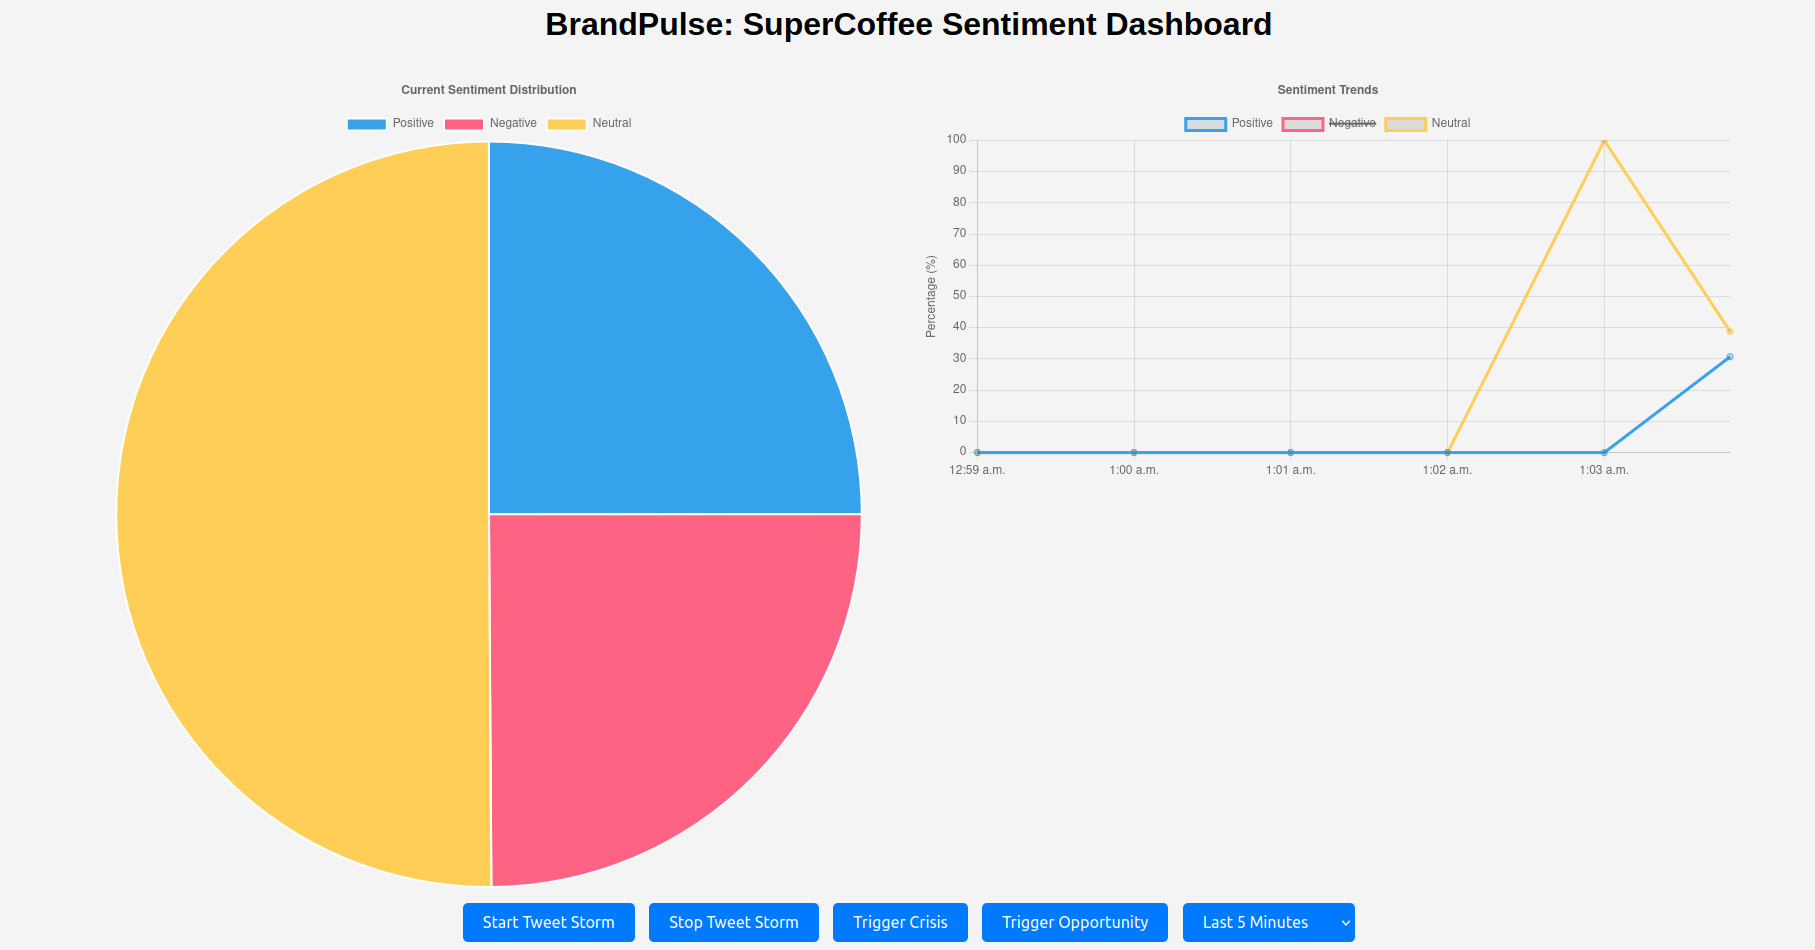 BrandPulse: SuperCoffee Sentiment Dashboard
Current Sentiment Distribution
Positive Negative Neutral
Sentiment Trends
Positive Negative Neutral
100
90
80
70
60
50
40
30
20
10
0
Percentage (%)
12:59 a.m. 1:00 a.m. 1:01 a.m. 1:02 a.m. 1:03 a.m.
Start Tweet Storm Stop Tweet Storm Trigger Crisis Trigger Opportunity Last 5 Minutes